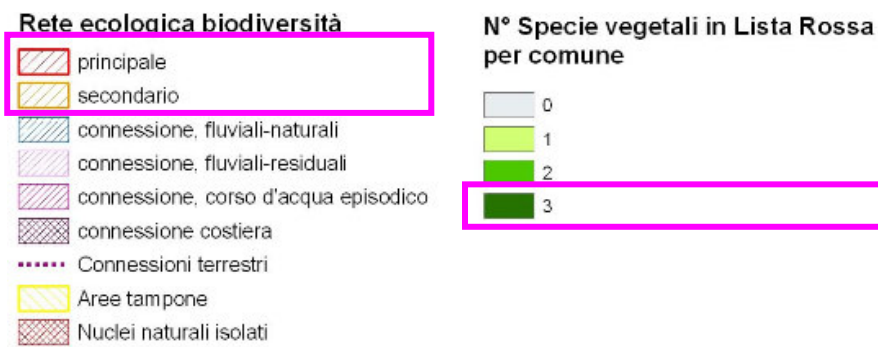 Rete ecologica biodiversità
principale
secondario
connessione, fluviali-naturali
connessione, fluviali-residuali
connessione, corso d'acqua episodico
connessione costiera
Connessioni terrestri
Aree tampone
Nuclei naturali isolati
N° Specie vegetali in Lista Rossa
per comune
0
1
2
3